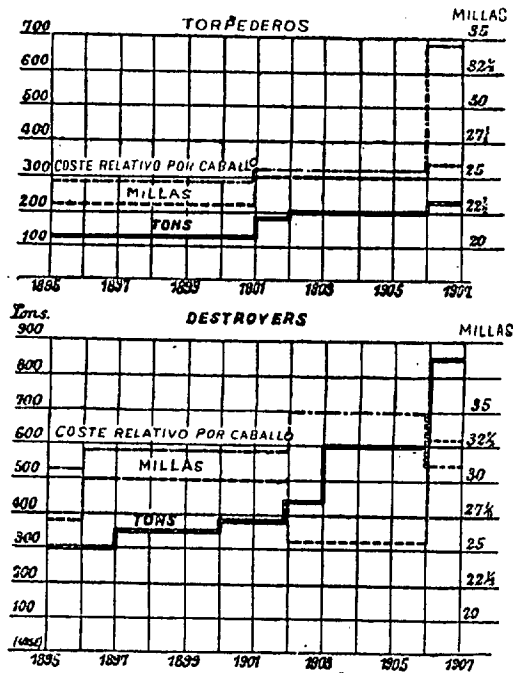 TORPEDEROS
MILLAS
700 35
600 32½
500 30
400 27½
COSTE RELATIVO POR CABALLO
300 25
MILLAS
200 22½
TONS
100 20
1895 1897 1899 1901 1903 1905 1907
Tons. DESTROYERS
900 MILLAS
800
700 35
COSTE RELATIVO POR CABALLO
600 32½
MILLAS
500 30
400 27½
TONS
300 25
200 22½
100 20
1895 1897 1899 1901 1903 1905 1907